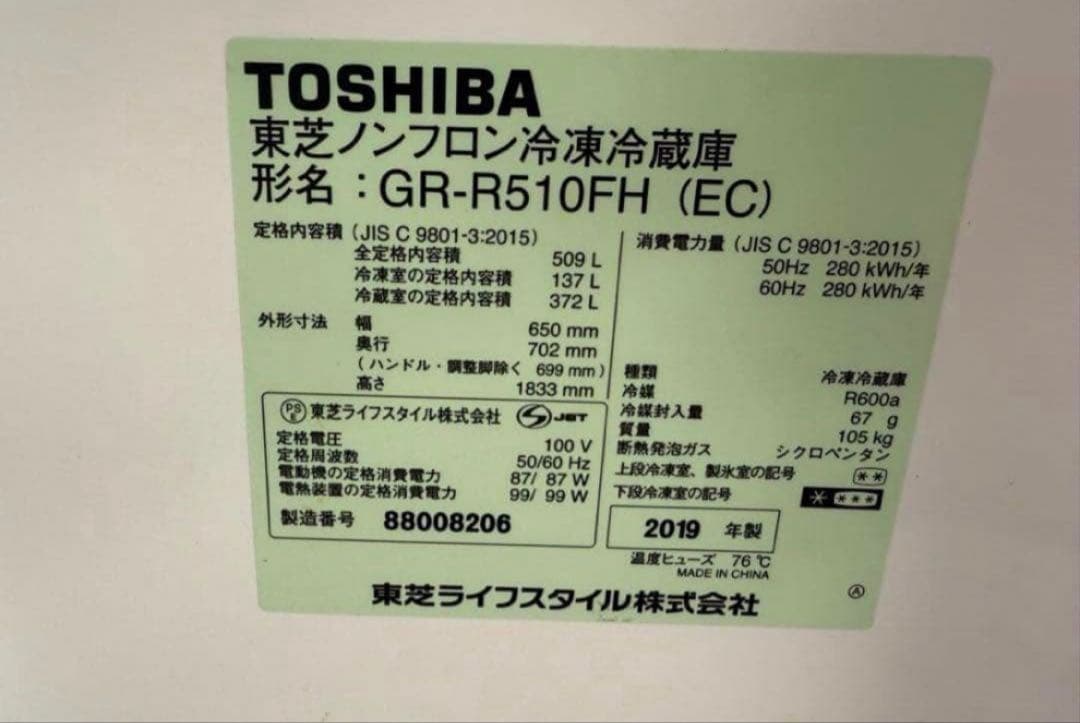 TOSHIBA
東芝ノンフロン冷凍冷蔵庫
形名：GR-R510FH (EC)
定格内容積 (JIS C 9801-3:2015)
全定格内容積 509 L
冷凍室の定格内容積 137 L
冷蔵室の定格内容積 372 L
外形寸法 幅 650 mm
奥行 702 mm
(ハンドル・調整脚除く 699 mm)
高さ 1833 mm
PS E 東芝ライフスタイル株式会社 S JET
定格電圧 100 V
定格周波数 50/60 Hz
電動機の定格消費電力 87/ 87 W
電熱装置の定格消費電力 99/ 99 W
製造番号 88008206
消費電力量 (JIS C 9801-3:2015)
50Hz 280 kWh/年
60Hz 280 kWh/年
種類 冷凍冷蔵庫
冷媒 R600a
冷媒封入量 67 g
質量 105 kg
断熱発泡ガス シクロペンタン
上段冷凍室、製氷室の記号 **
下段冷凍室の記号 * ***
2019 年製
温度ヒューズ 76 ℃
MADE IN CHINA
東芝ライフスタイル株式会社 Ⓐ